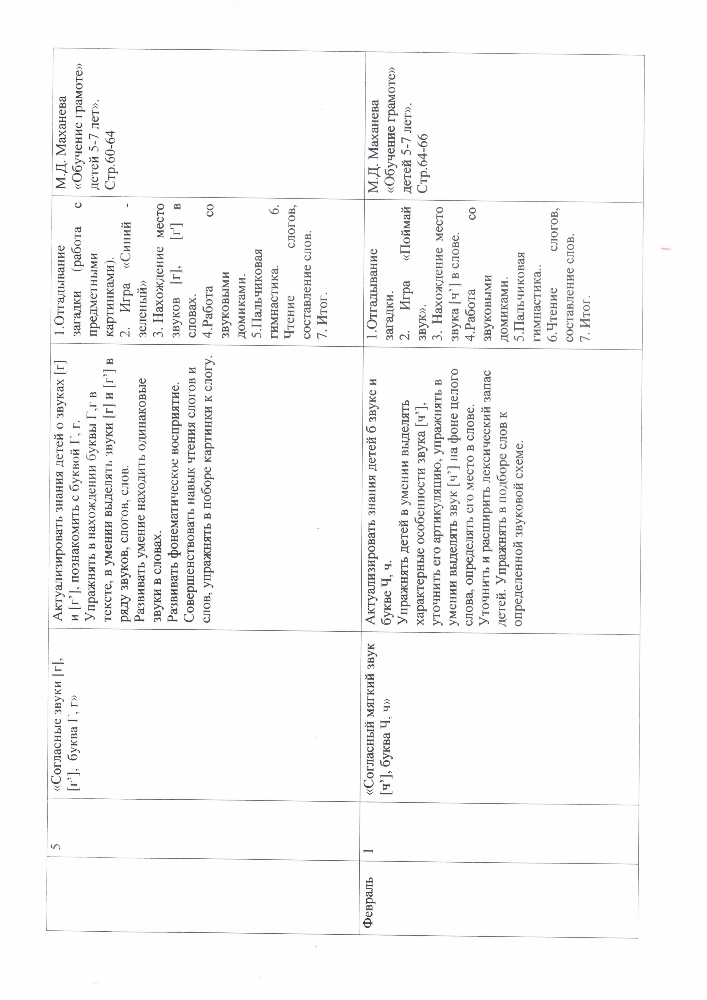 5
«Согласные звуки [г],
[г’], буква Г, г»
Актуализировать знания детей о звуках [г]
и [г’], познакомить с буквой Г, г.
Упражнять в нахождении буквы Г,г в
тексте, в умении выделять звуки [г] и [г’] в
ряду звуков, слогов, слов.
Развивать умение находить одинаковые
звуки в словах.
Развивать фонематическое восприятие.
Совершенствовать навык чтения слогов и
слов, упражнять в поборе картинки к слогу.
1.Отгадывание
загадки (работа с
предметными
картинками).
2. Игра «Синий -
зеленый»
3. Нахождение место
звуков [г], [г'] в
словах.
4.Работа со
звуковыми
домиками.
5.Пальчиковая
гимнастика. 6.
Чтение слогов,
составление слов.
7. Итог.
М.Д. Маханева
«Обучение грамоте»
детей 5-7 лет».
Стр.60-64
Февраль
1
«Согласный мягкий звук
[ч’], буква Ч, ч»
Актуализировать знания детей б звуке и
букве Ч, ч.
Упражнять детей в умении выделять
характерные особенности звука [ч’],
уточнить его артикуляцию, упражнять в
умении выделять звук [ч’] на фоне целого
слова, определять его место в слове.
Уточнить и расширить лексический запас
детей. Упражнять в подборе слов к
определенной звуковой схеме.
1.Отгадывание
загадки.
2. Игра «Поймай
звук».
3. Нахождение место
звука [ч’] в слове.
4.Работа со
звуковыми
домиками.
5.Пальчиковая
гимнастика..
6.Чтение слогов,
составление слов.
7. Итог.
М.Д. Маханева
«Обучение грамоте»
детей 5-7 лет».
Стр.64-66